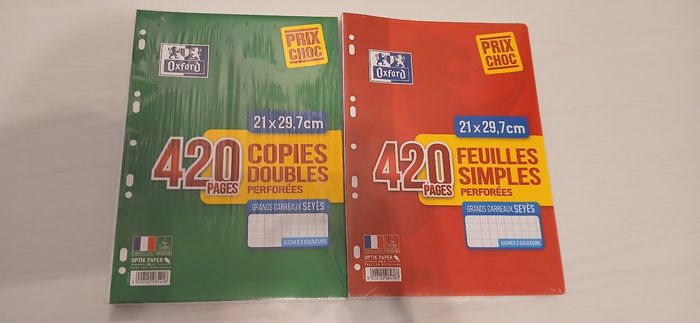 Oxford
PRIX
CHOC
21 x 29,7cm
420
PAGES
COPIES
DOUBLES
PERFORÉES
GRANDS CARREAUX SEYÈS
LIGNES 2 COULEURS
OPTIK PAPER
Oxford
PRIX
CHOC
21 x 29,7cm
420
PAGES
FEUILLES
SIMPLES
PERFORÉES
GRANDS CARREAUX SEYÈS
LIGNES 2 COULEURS
OPTIK PAPER